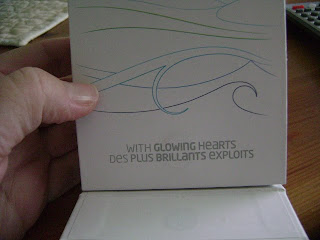 WITH GLOWING HEARTS
DES PLUS BRILLANTS EXPLOITS